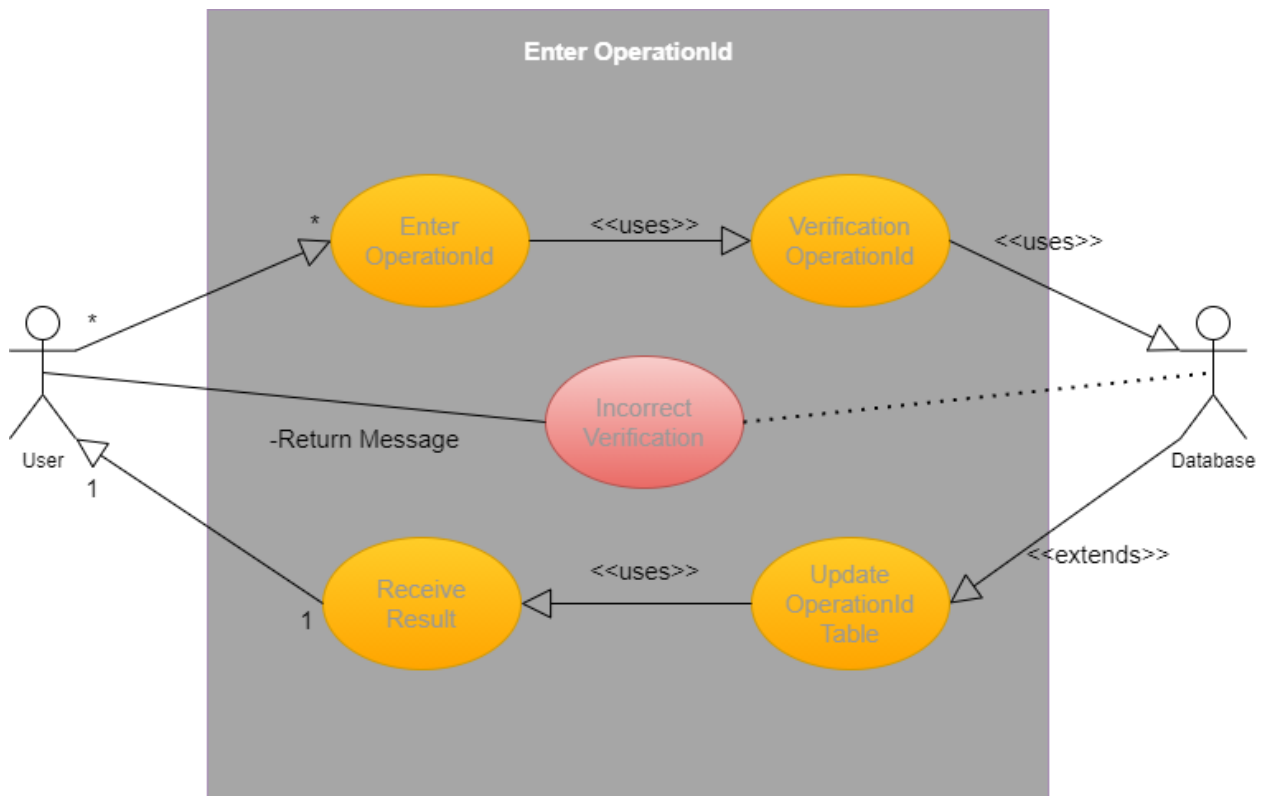 Enter OperationId
Enter
OperationId
<<uses>>
Verification
OperationId
<<uses>>
*
*
Incorrect
Verification
-Return Message
User
Database
1
<<extends>>
Receive
Result
1
<<uses>>
Update
OperationId
Table